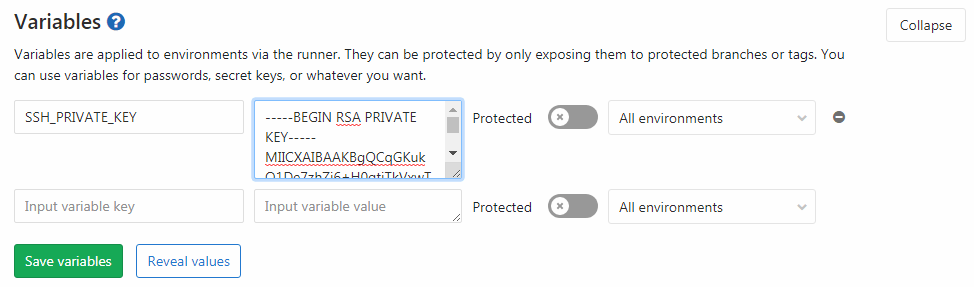 Variables
Collapse
Variables are applied to environments via the runner. They can be protected by only exposing them to protected branches or tags. You
can use variables for passwords, secret keys, or whatever you want.
SSH_PRIVATE_KEY
-----BEGIN RSA PRIVATE
KEY-----
MIICXAIBAAKBgQCqGKuk
Protected
All environments
Input variable key
Input variable value
Protected
All environments
Save variables
Reveal values